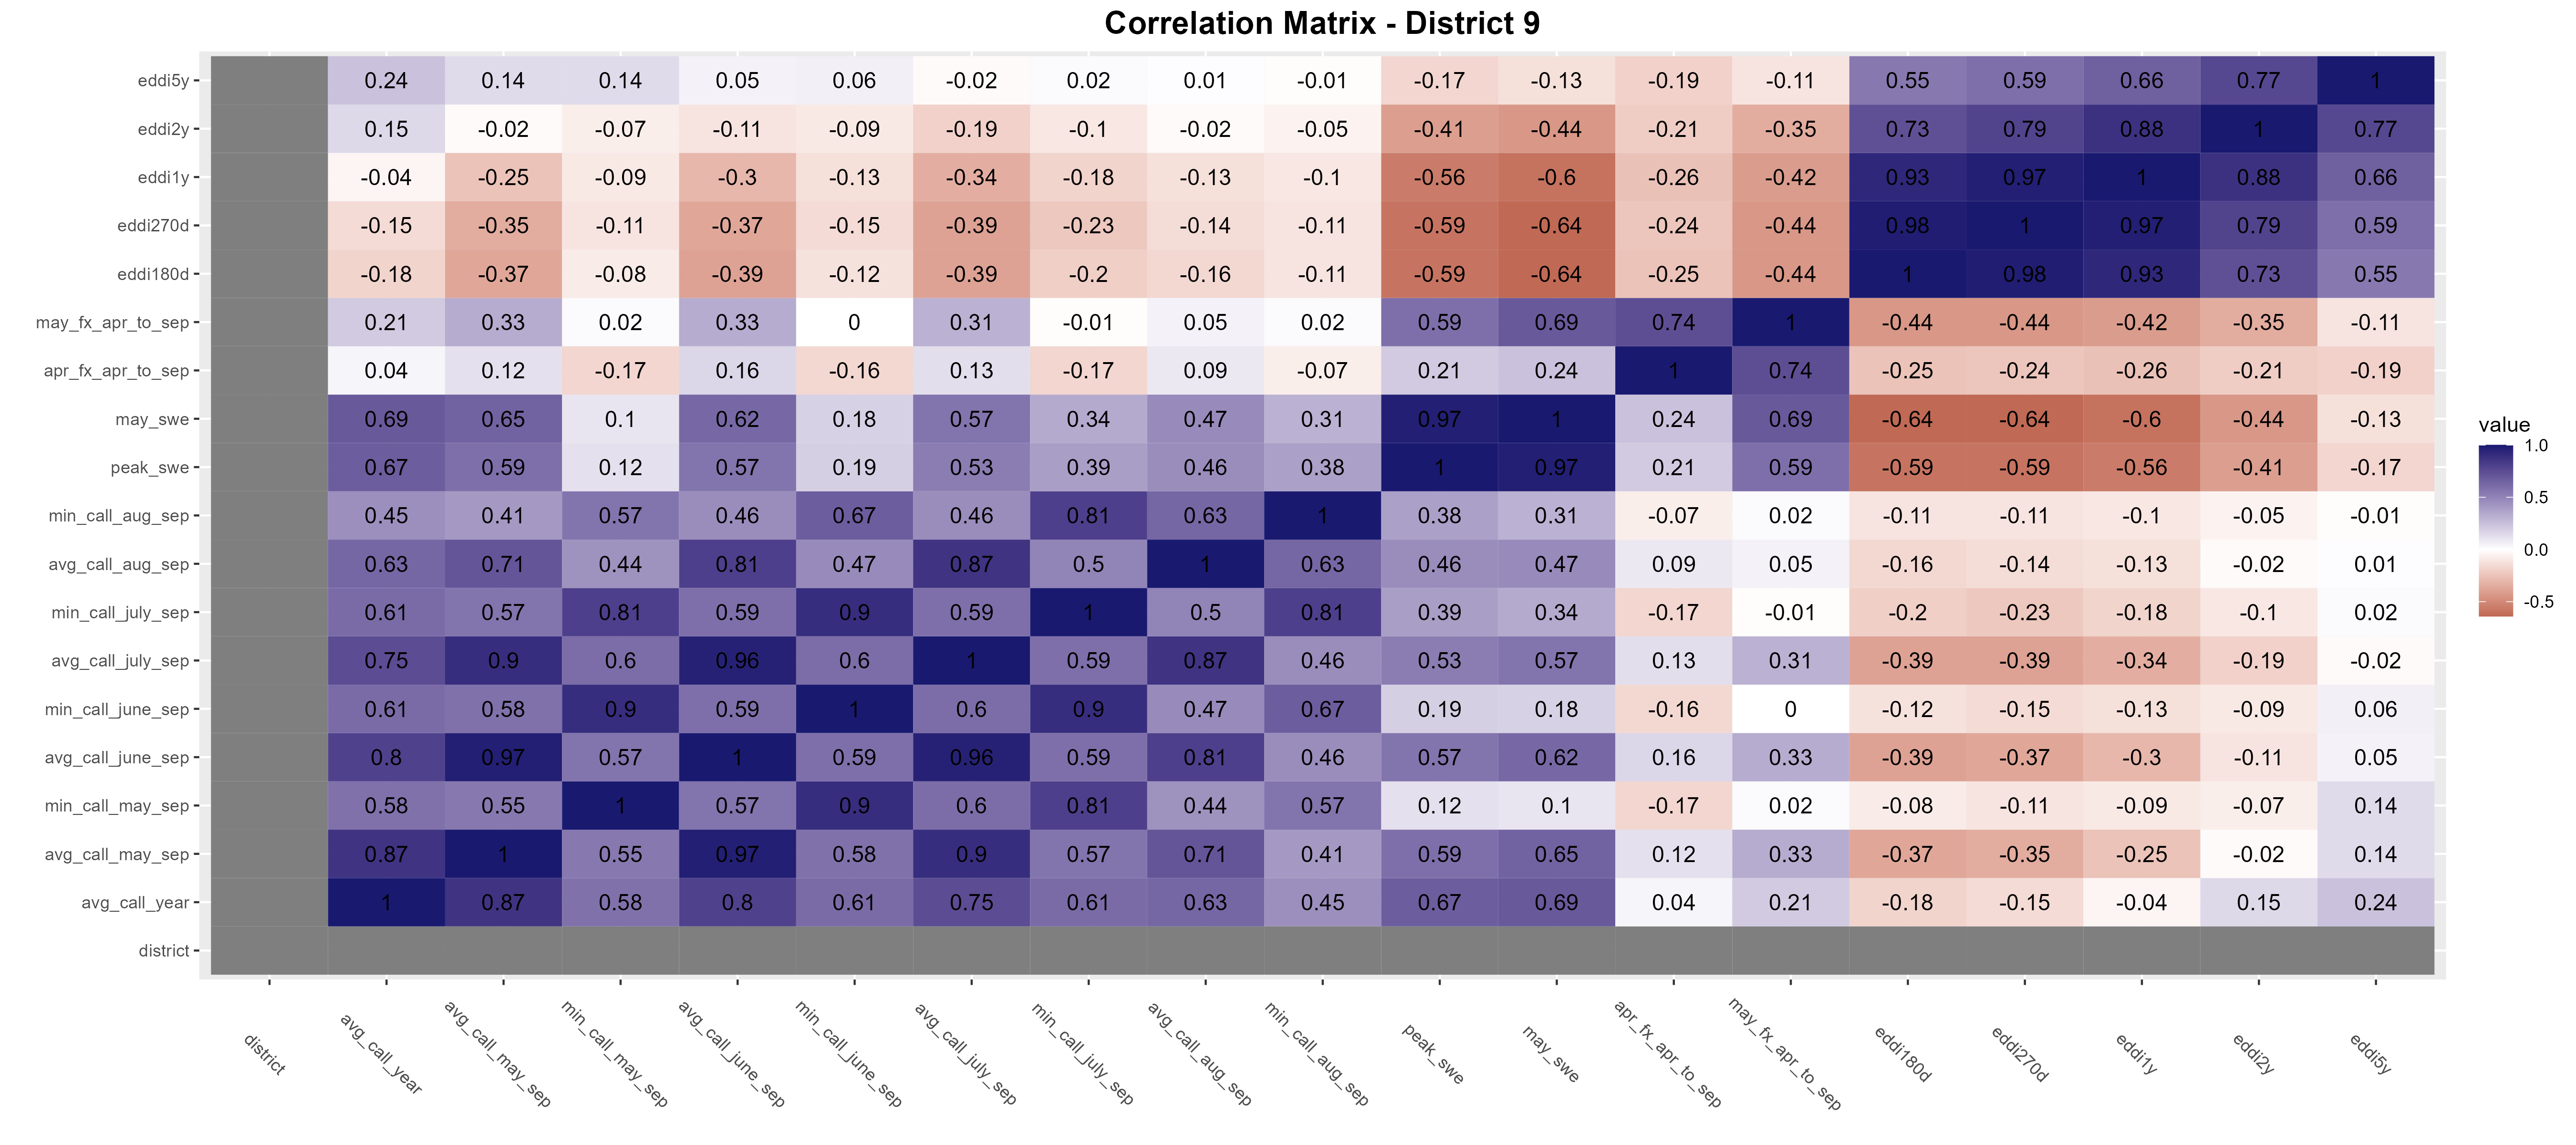 Correlation Matrix - District 9
eddi5y 0.24 0.14 0.14 0.05 0.06 -0.02 0.02 0.01 -0.01 -0.17 -0.13 -0.19 -0.11 0.55 0.59 0.66 0.77 1
eddi2y 0.15 -0.02 -0.07 -0.11 -0.09 -0.19 -0.1 -0.02 -0.05 -0.41 -0.44 -0.21 -0.35 0.73 0.79 0.88 1 0.77
eddi1y -0.04 -0.25 -0.09 -0.3 -0.13 -0.34 -0.18 -0.13 -0.1 -0.56 -0.6 -0.26 -0.42 0.93 0.97 1 0.88 0.66
eddi270d -0.15 -0.35 -0.11 -0.37 -0.15 -0.39 -0.23 -0.14 -0.11 -0.59 -0.64 -0.24 -0.44 0.98 1 0.97 0.79 0.59
eddi180d -0.18 -0.37 -0.08 -0.39 -0.12 -0.39 -0.2 -0.16 -0.11 -0.59 -0.64 -0.25 -0.44 1 0.98 0.93 0.73 0.55
may_fx_apr_to_sep 0.21 0.33 0.02 0.33 0 0.31 -0.01 0.05 0.02 0.59 0.69 0.74 1 -0.44 -0.44 -0.42 -0.35 -0.11
apr_fx_apr_to_sep 0.04 0.12 -0.17 0.16 -0.16 0.13 -0.17 0.09 -0.07 0.21 0.24 1 0.74 -0.25 -0.24 -0.26 -0.21 -0.19
may_swe 0.69 0.65 0.1 0.62 0.18 0.57 0.34 0.47 0.31 0.97 1 0.24 0.69 -0.64 -0.64 -0.6 -0.44 -0.13
peak_swe 0.67 0.59 0.12 0.57 0.19 0.53 0.39 0.46 0.38 1 0.97 0.21 0.59 -0.59 -0.59 -0.56 -0.41 -0.17
min_call_aug_sep 0.45 0.41 0.57 0.46 0.67 0.46 0.81 0.63 1 0.38 0.31 -0.07 0.02 -0.11 -0.11 -0.1 -0.05 -0.01
avg_call_aug_sep 0.63 0.71 0.44 0.81 0.47 0.87 0.5 1 0.63 0.46 0.47 0.09 0.05 -0.16 -0.14 -0.13 -0.02 0.01
min_call_july_sep 0.61 0.57 0.81 0.59 0.9 0.59 1 0.5 0.81 0.39 0.34 -0.17 -0.01 -0.2 -0.23 -0.18 -0.1 0.02
avg_call_july_sep 0.75 0.9 0.6 0.96 0.6 1 0.59 0.87 0.46 0.53 0.57 0.13 0.31 -0.39 -0.39 -0.34 -0.19 -0.02
min_call_june_sep 0.61 0.58 0.9 0.59 1 0.6 0.9 0.47 0.67 0.19 0.18 -0.16 0 -0.12 -0.15 -0.13 -0.09 0.06
avg_call_june_sep 0.8 0.97 0.57 1 0.59 0.96 0.59 0.81 0.46 0.57 0.62 0.16 0.33 -0.39 -0.37 -0.3 -0.11 0.05
min_call_may_sep 0.58 0.55 1 0.57 0.9 0.6 0.81 0.44 0.57 0.12 0.1 -0.17 0.02 -0.08 -0.11 -0.09 -0.07 0.14
avg_call_may_sep 0.87 1 0.55 0.97 0.58 0.9 0.57 0.71 0.41 0.59 0.65 0.12 0.33 -0.37 -0.35 -0.25 -0.02 0.14
avg_call_year 1 0.87 0.58 0.8 0.61 0.75 0.61 0.63 0.45 0.67 0.69 0.04 0.21 -0.18 -0.15 -0.04 0.15 0.24
district
district avg_call_year avg_call_may_sep min_call_may_sep avg_call_june_sep min_call_june_sep avg_call_july_sep min_call_july_sep avg_call_aug_sep min_call_aug_sep peak_swe may_swe apr_fx_apr_to_sep may_fx_apr_to_sep eddi180d eddi270d eddi1y eddi2y eddi5y
value
1.0
0.5
0.0
-0.5